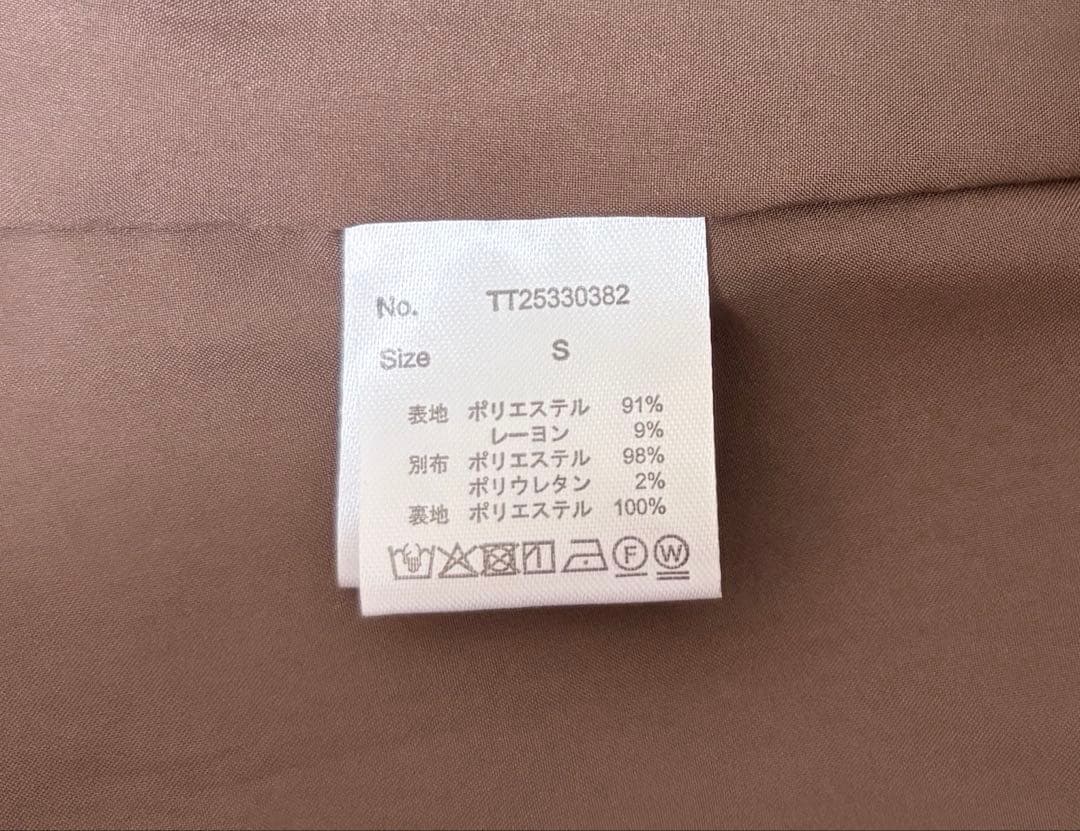 No. TT25330382
Size S
表地 ポリエステル 91%
レーヨン 9%
別布 ポリエステル 98%
ポリウレタン 2%
裏地 ポリエステル 100%
F W